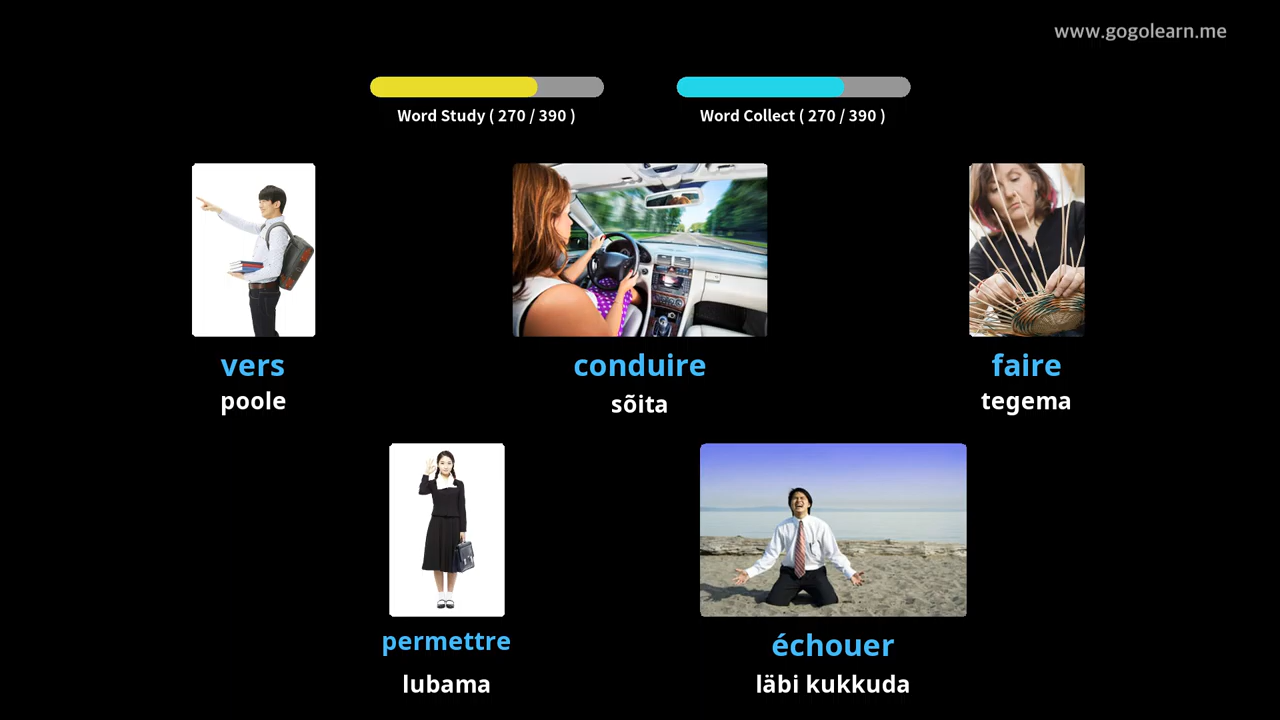 www.gogolearn.me
Word Study ( 270 / 390 )
Word Collect ( 270 / 390 )
vers
poole
conduire
sõita
faire
tegema
permettre
lubama
échouer
läbi kukkuda